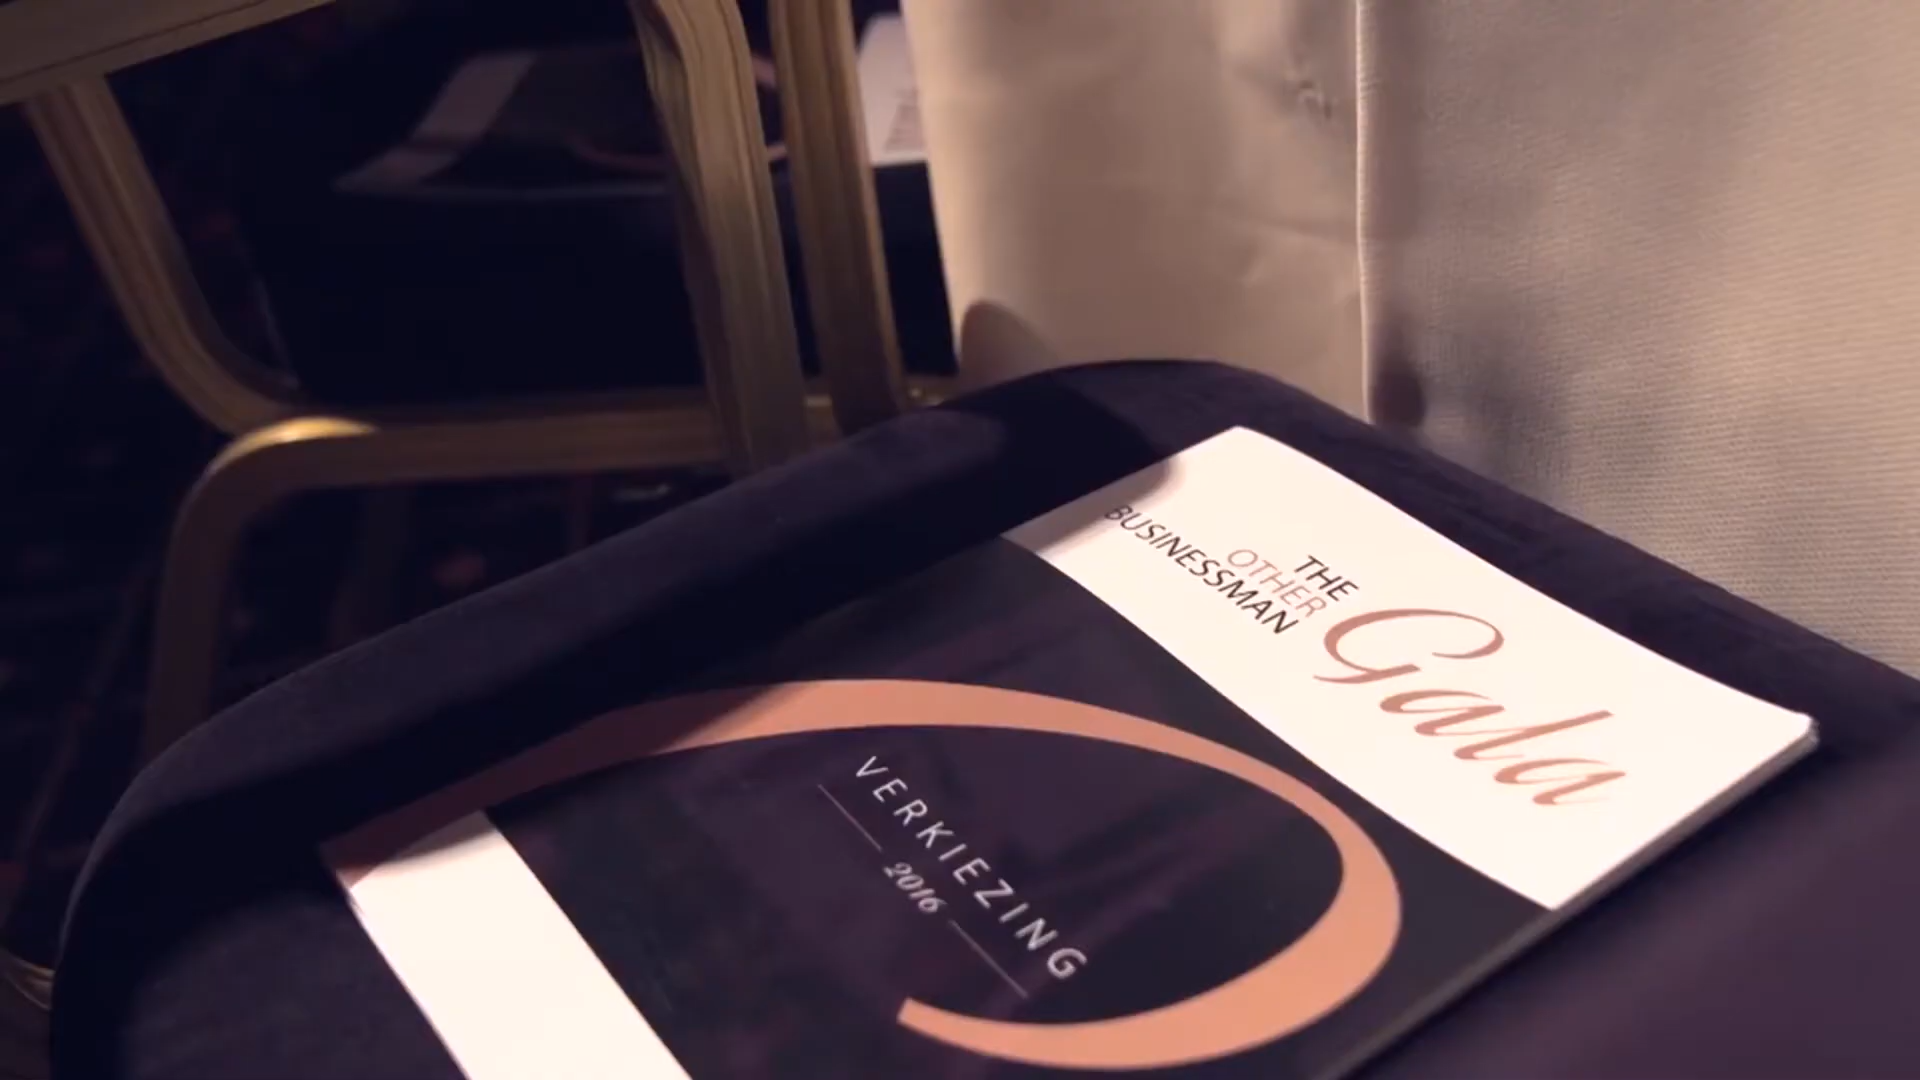 THE
OTHER
BUSINESSMAN
Gala
VERKIEZING
2016